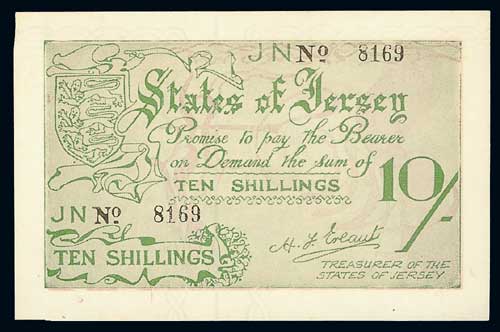 JN No 8169
States of Jersey
Promise to pay the Bearer
on Demand the sum of
TEN SHILLINGS
10/-
JN No 8169
TEN SHILLINGS
TREASURER OF THE
STATES OF JERSEY.